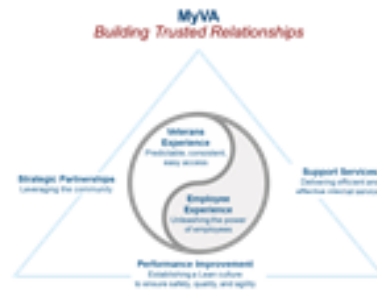 MyVA
Building Trusted Relationships
Veterans
Experience
Predictable, consistent,
easy access
Strategic Partnerships
Leveraging the community
Support Services
Delivering efficient and
effective internal services
Employee
Experience
Unleashing the power
of employees
Performance Improvement
Establishing a Lean culture
to ensure safety, quality, and agility